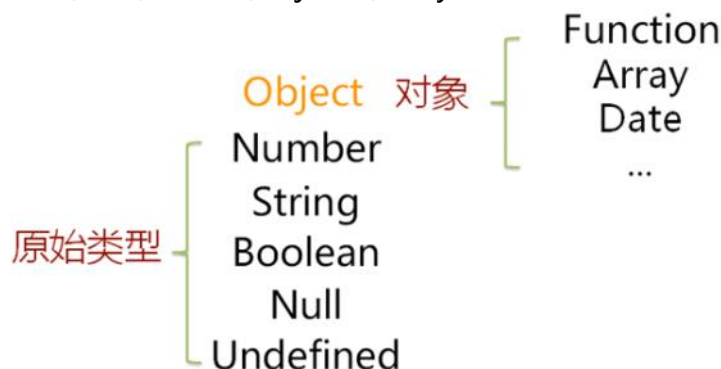 Function
Object 对象
Array
Date
...
Number
String
原始类型
Boolean
Null
Undefined